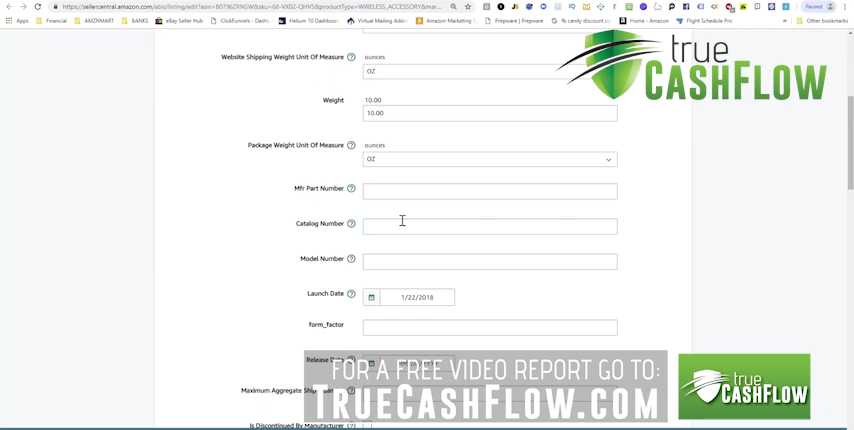 https://sellercentral.amazon.com/abis/listing/edit?asin=B0796ZRNSW&sku=68-VX02-QHV5&productType=WIRELESS_ACCESSORY&mar...
Paused
Apps
Financial
AMZNMART
BANKS
eBay Seller Hub
ClickFunnels - Dashb
Helium 10 Dashboard
Virtual Mailing Addre
Amazon Marketing S
Prepware | Prepware
fb candy discount co
Home - Amazon
Flight Schedule Pro
»
Other bookmarks
true
CASHFLOW
Website Shipping Weight Unit Of Measure
ounces
OZ
Weight
10.00
10.00
Package Weight Unit Of Measure
ounces
OZ
Mfr Part Number
Catalog Number
Model Number
Launch Date
1/22/2018
form_factor
Release Date
Maximum Aggregate Ship
Is Discontinued By Manufacturer
FOR A FREE VIDEO REPORT GO TO:
TRUECASHFLOW.COM
true
CASHFLOW